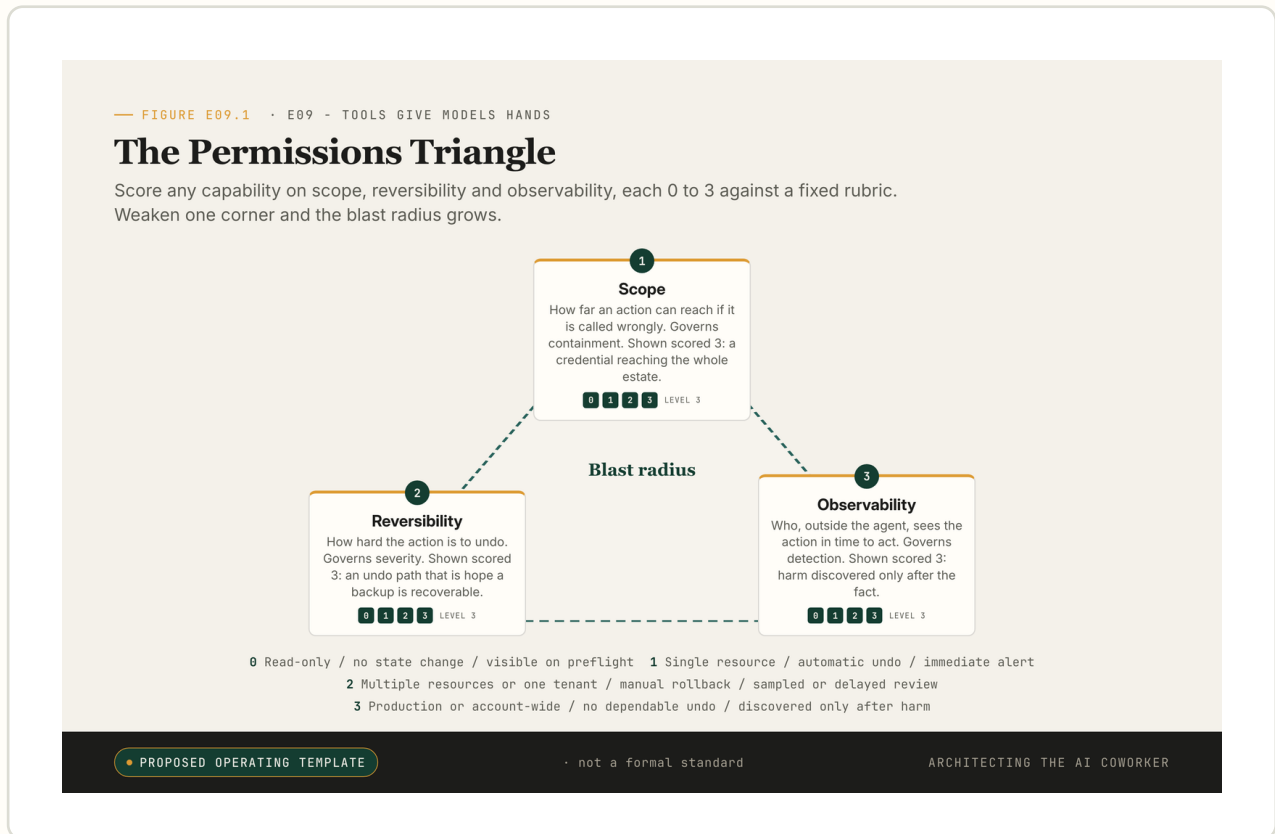 FIGURE E09.1 · E09 - TOOLS GIVE MODELS HANDS
The Permissions Triangle
Score any capability on scope, reversibility and observability, each 0 to 3 against a fixed rubric.
Weaken one corner and the blast radius grows.
1
Scope
How far an action can reach if it
is called wrongly. Governs
containment. Shown scored 3: a
credential reaching the whole
estate.
0 1 2 3 LEVEL 3
Blast radius
2
Reversibility
How hard the action is to undo.
Governs severity. Shown scored
3: an undo path that is hope a
backup is recoverable.
0 1 2 3 LEVEL 3
3
Observability
Who, outside the agent, sees the
action in time to act. Governs
detection. Shown scored 3:
harm discovered only after the
fact.
0 1 2 3 LEVEL 3
0 Read-only / no state change / visible on preflight 1 Single resource / automatic undo / immediate alert
2 Multiple resources or one tenant / manual rollback / sampled or delayed review
3 Production or account-wide / no dependable undo / discovered only after harm
PROPOSED OPERATING TEMPLATE · not a formal standard ARCHITECTING THE AI COWORKER